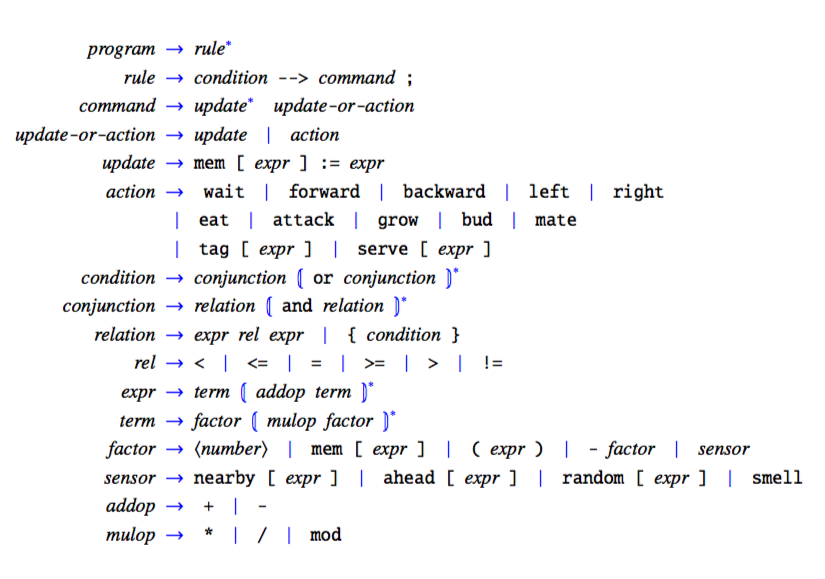 program → rule*
rule → condition --> command ;
command → update* update-or-action
update-or-action → update | action
update → mem [ expr ] := expr
action → wait | forward | backward | left | right
| eat | attack | grow | bud | mate
| tag [ expr ] | serve [ expr ]
condition → conjunction ⟬ or conjunction ⟭*
conjunction → relation ⟬ and relation ⟭*
relation → expr rel expr | { condition }
rel → < | <= | = | >= | > | !=
expr → term ⟬ addop term ⟭*
term → factor ⟬ mulop factor ⟭*
factor → ⟨number⟩ | mem [ expr ] | ( expr ) | - factor | sensor
sensor → nearby [ expr ] | ahead [ expr ] | random [ expr ] | smell
addop → + | -
mulop → * | / | mod